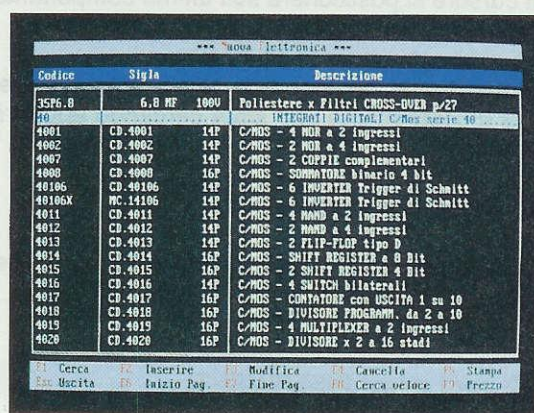 *** Nuova Elettronica ***
Codice Sigla Descrizione
35P6.8 6,8 MF 100V Poliestere x Filtri CROSS-OVER p/27
40 .................. .... INTEGRATI DIGITALI C/Mos serie 40 .....
4001 CD.4001 14P C/MOS - 4 NOR a 2 ingressi
4002 CD.4002 14P C/MOS - 2 NOR a 4 ingressi
4007 CD.4007 14P C/MOS - 2 COPPIE complementari
4008 CD.4008 16P C/MOS - SOMMATORE binario 4 bit
40106 CD.40106 14P C/MOS - 6 INVERTER Trigger di Schmitt
40106X MC.14106 14P C/MOS - 6 INVERTER Trigger di Schmitt
4011 CD.4011 14P C/MOS - 4 NAND a 2 ingressi
4012 CD.4012 14P C/MOS - 2 NAND a 4 ingressi
4013 CD.4013 14P C/MOS - 2 FLIP-FLOP tipo D
4014 CD.4014 16P C/MOS - SHIFT REGISTER a 8 Bit
4015 CD.4015 16P C/MOS - 2 SHIFT REGISTER 4 Bit
4016 CD.4016 14P C/MOS - 4 SWITCH bilaterali
4017 CD.4017 16P C/MOS - CONTATORE con USCITA 1 su 10
4018 CD.4018 16P C/MOS - DIVISORE PROGRAMM. da 2 a 10
4019 CD.4019 16P C/MOS - 4 MULTIPLEXER a 2 ingressi
4020 CD.4020 16P C/MOS - DIVISORE x 2 a 16 stadi
F1 Cerca F2 Inserire F3 Modifica F4 Cancella F5 Stampa
Esc Uscita F6 Inizio Pag. F7 Fine Pag. F8 Cerca veloce F9 Prezzo